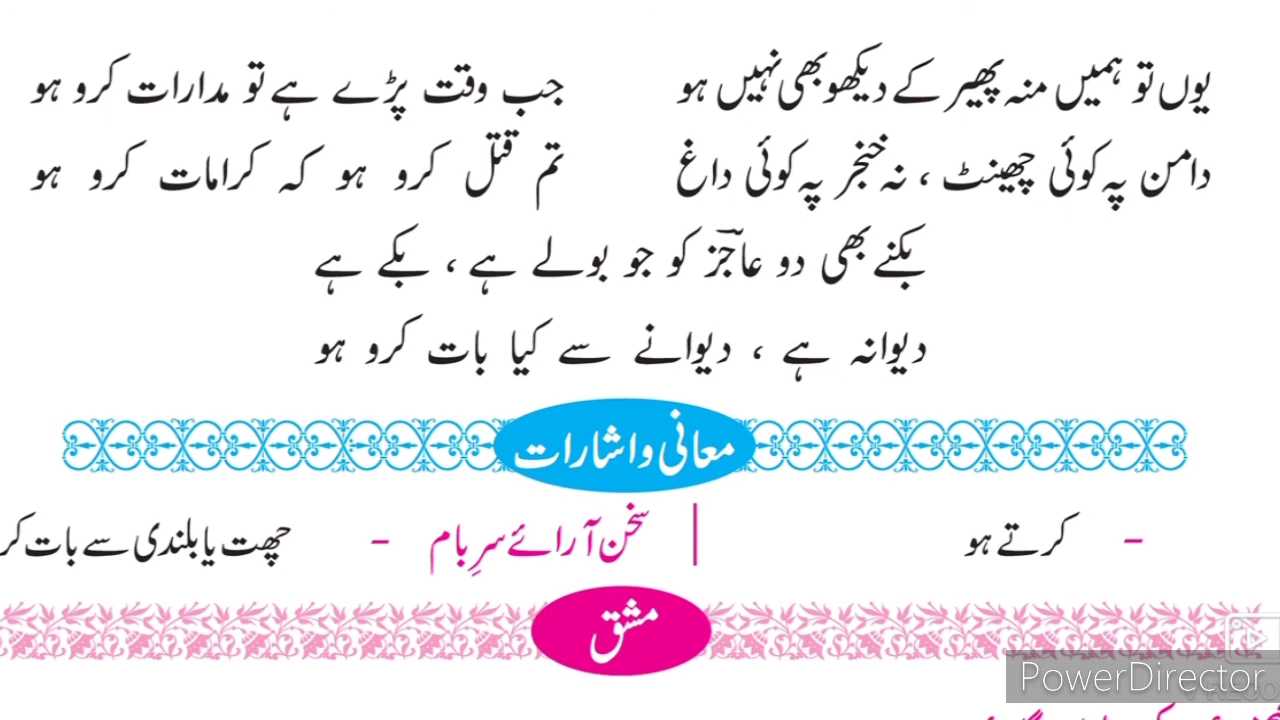 یوں تو ہمیں منہ پھیر کے دیکھو بھی نہیں ہو جب وقت پڑے ہے تو مدارات کرو ہو
دامن پہ کوئی چھینٹ ، نہ خنجر پہ کوئی داغ تم قتل کرو ہو کہ کرامات کرو ہو
بکنے بھی دو عاجزؔ کو جو بولے ہے ، بکے ہے
دیوانہ ہے ، دیوانے سے کیا بات کرو ہو
معانی و اشارات
- کرتے ہو | سخن آرائے سرِ بام - چھت یا بلندی سے بات کر
مشق
PowerDirector